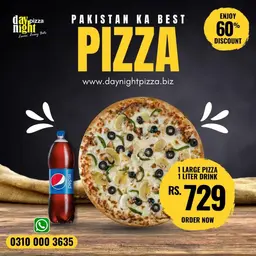 day
night
pizza
PAKISTAN KA BEST
PIZZA
www.daynightpizza.biz
ENJOY
60%
DISCOUNT
pepsi
1 LARGE PIZZA
1 LITER DRINK
RS. 729
ORDER NOW
0310 000 3635